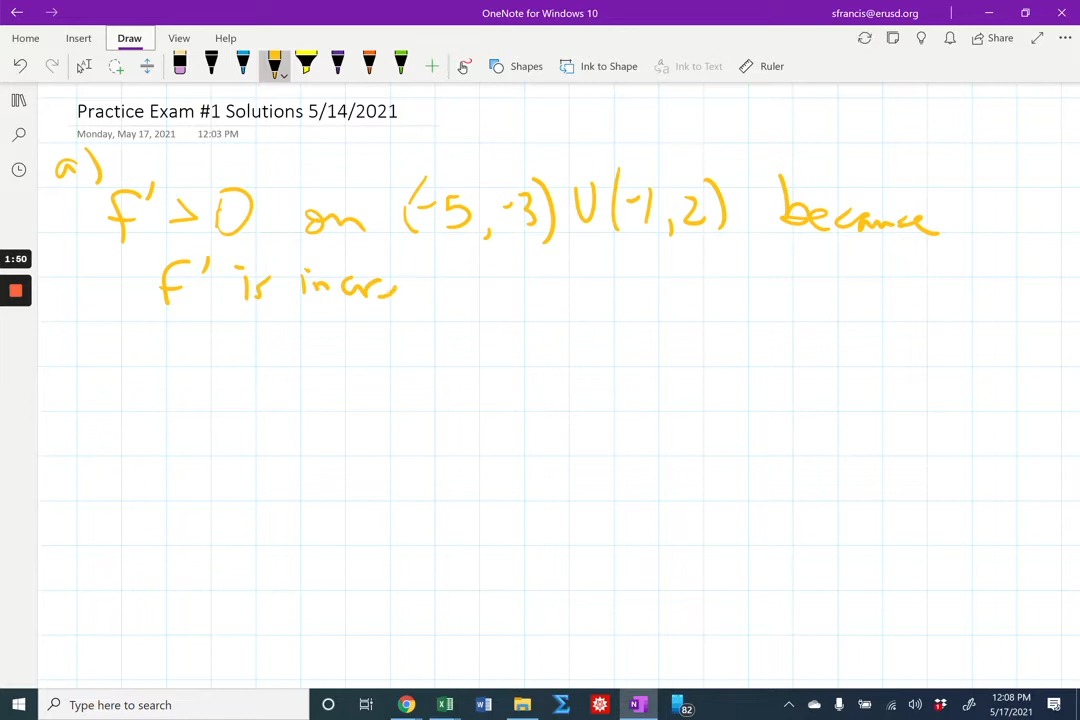 OneNote for Windows 10
sfrancis@erusd.org
Home
Insert
Draw
View
Help
Shapes
Ink to Shape
Ink to Text
Ruler
Share
Practice Exam #1 Solutions 5/14/2021
Monday, May 17, 2021 12:03 PM
a)
f' > 0 on (-5, -3) U (-1, 2) because
f' is incrs
1:50
Type here to search
82
12:08 PM
5/17/2021